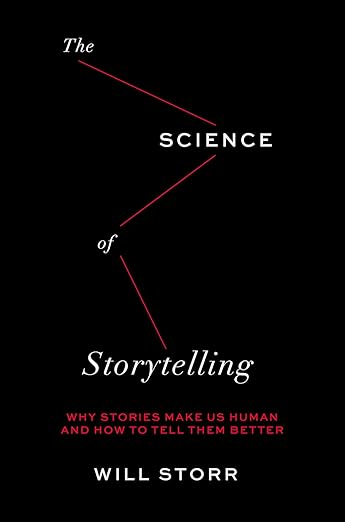 The
SCIENCE
of
Storytelling
WHY STORIES MAKE US HUMAN
AND HOW TO TELL THEM BETTER
WILL STORR